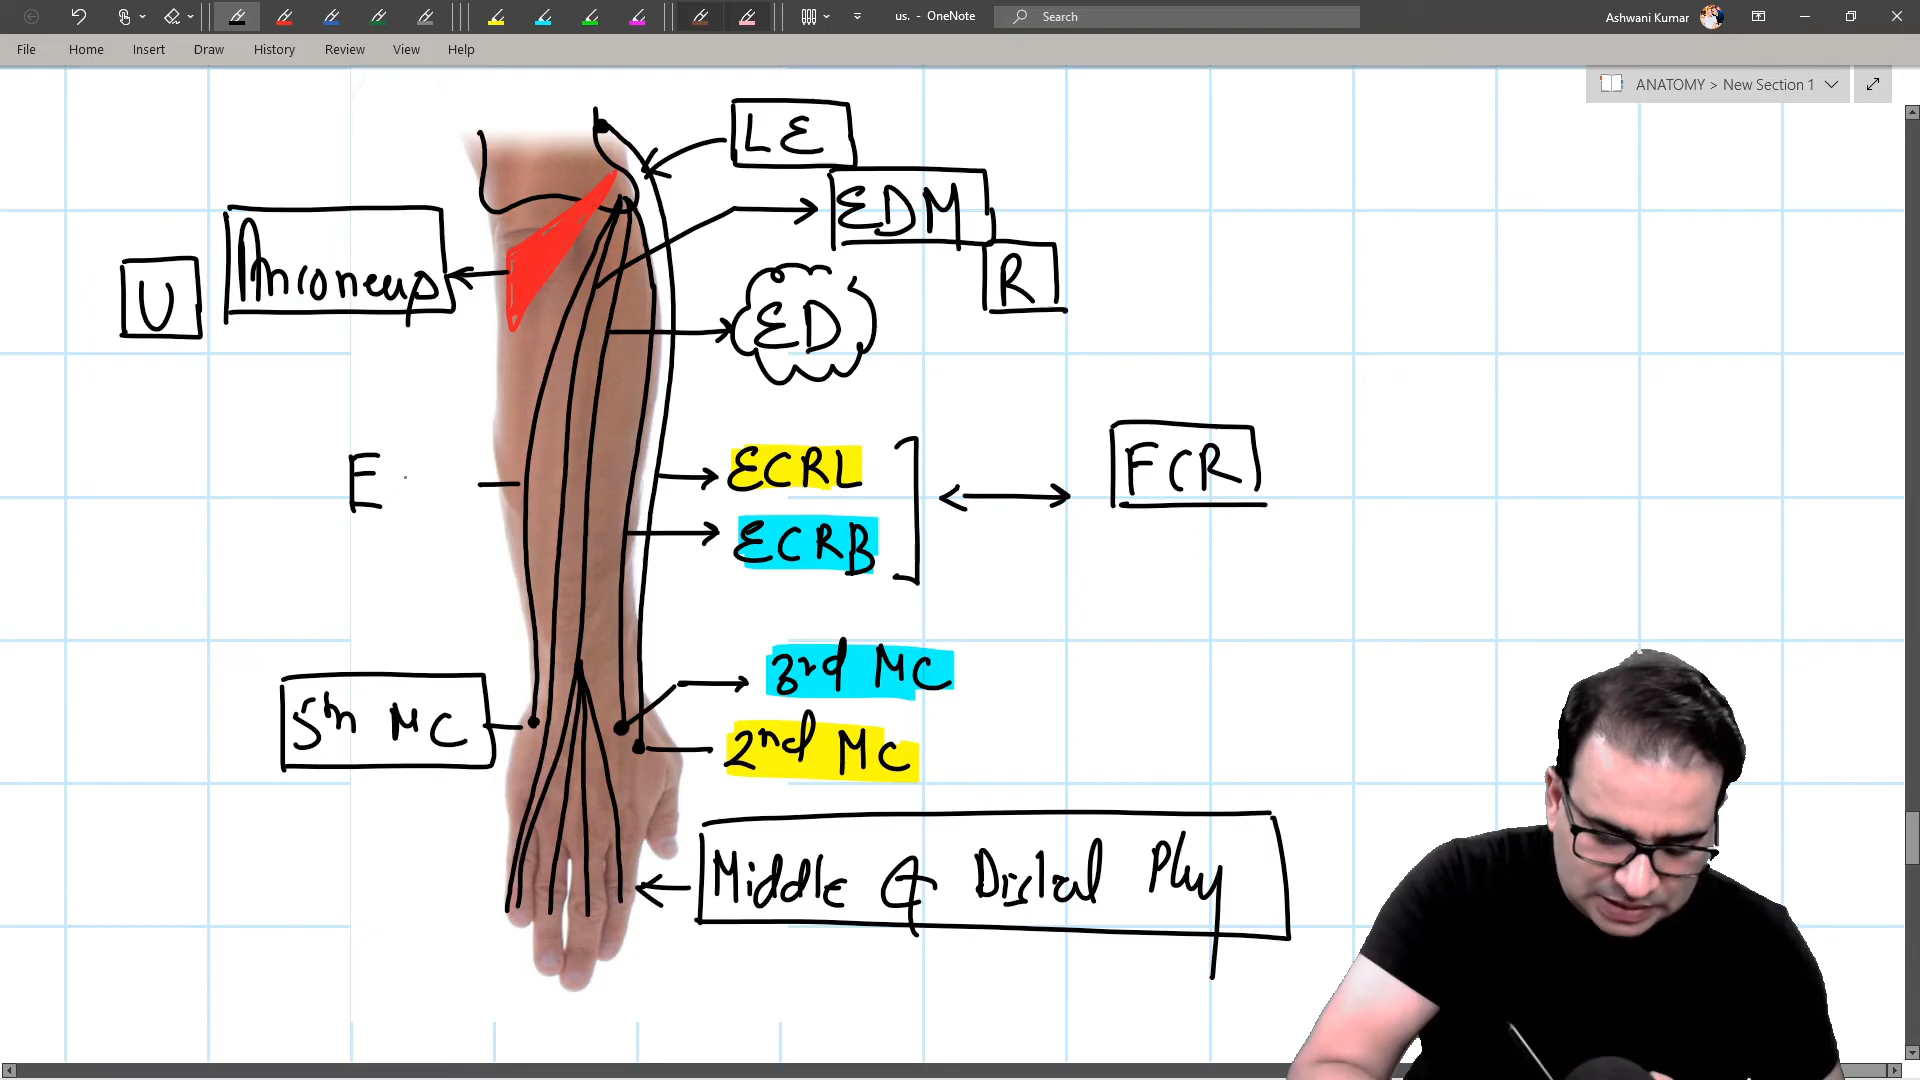 us. - OneNote
Search
Ashwani Kumar
File Home Insert Draw History Review View Help
ANATOMY > New Section 1
LE
EDM
R
U
Anconeus
ED
E
ECRL
ECRB
FCR
3rd MC
5th MC
2nd MC
Middle & Distal Phy